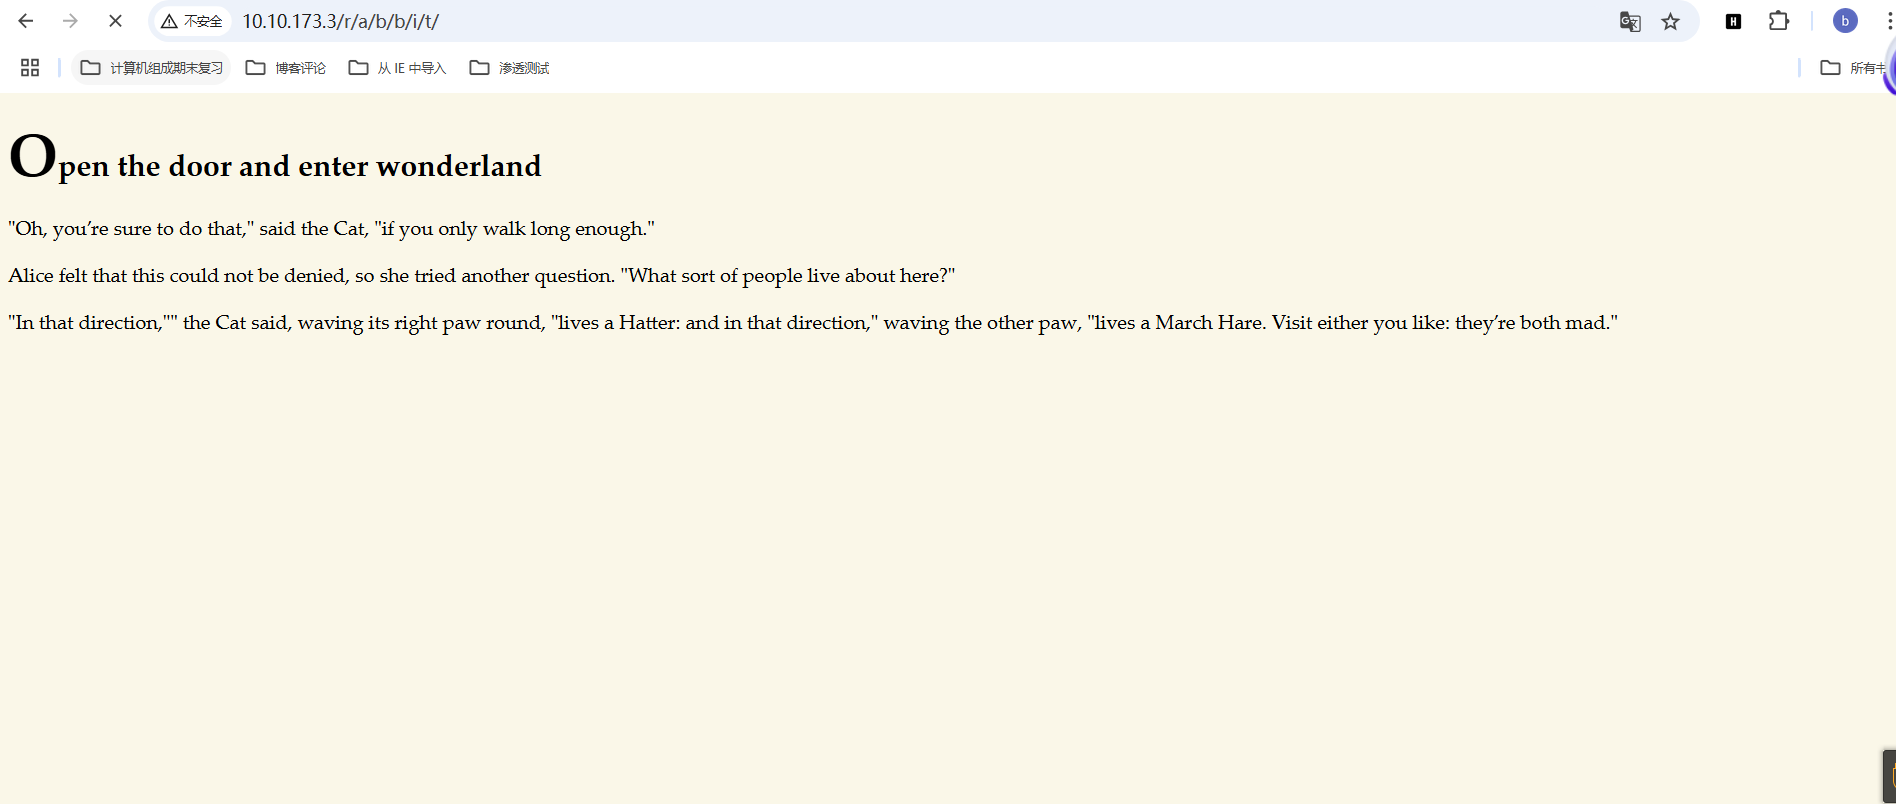 不安全 10.10.173.3/r/a/b/b/i/t/
b
计算机组成期末复习 博客评论 从 IE 中导入 渗透测试 所有
Open the door and enter wonderland
"Oh, you’re sure to do that," said the Cat, "if you only walk long enough."
Alice felt that this could not be denied, so she tried another question. "What sort of people live about here?"
"In that direction,"" the Cat said, waving its right paw round, "lives a Hatter: and in that direction," waving the other paw, "lives a March Hare. Visit either you like: they’re both mad."